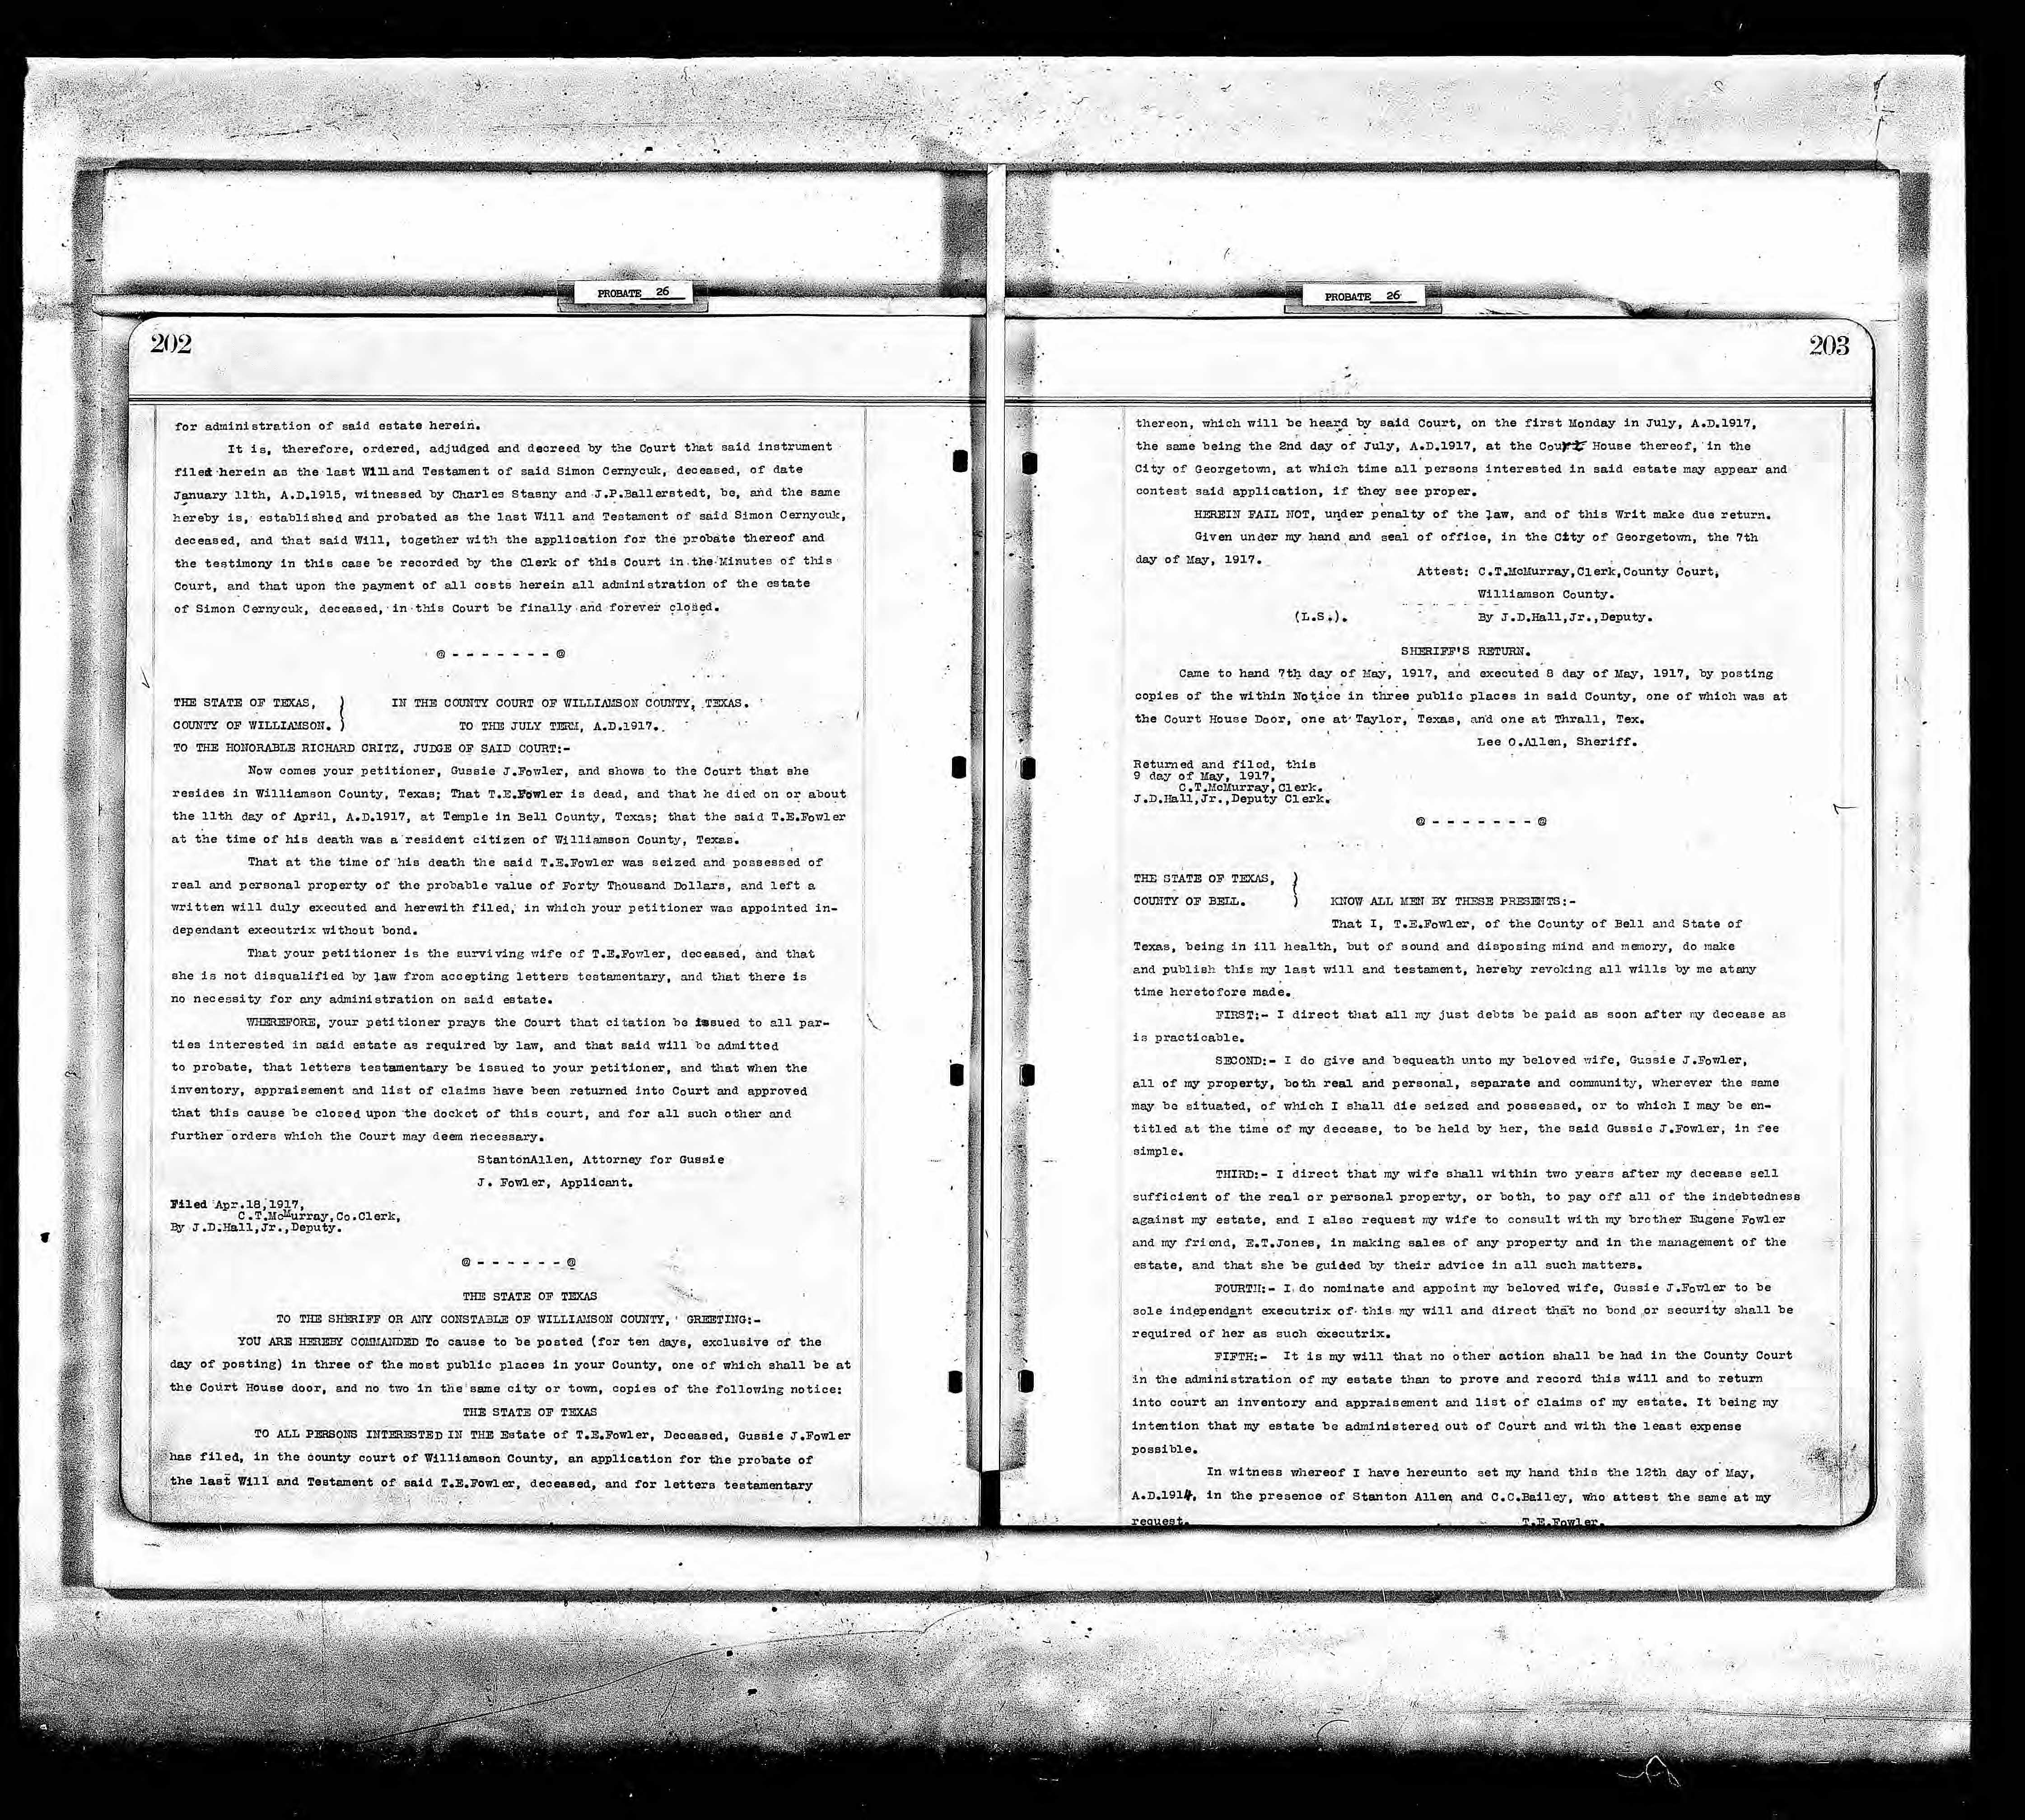 PROBATE 26
202
for administration of said estate herein.
It is, therefore, ordered, adjudged and decreed by the Court that said instrument
filed herein as the last Will and Testament of said Simon Cernycuk, deceased, of date
January 11th, A.D.1915, witnessed by Charles Stasny and J.P.Ballerstedt, be, and the same
hereby is, established and probated as the last Will and Testament of said Simon Cernycuk,
deceased, and that said Will, together with the application for the probate thereof and
the testimony in this case be recorded by the Clerk of this Court in the Minutes of this
Court, and that upon the payment of all costs herein all administration of the estate
of Simon Cernycuk, deceased, in this Court be finally and forever closed.
@ - - - - - - - @
THE STATE OF TEXAS, } IN THE COUNTY COURT OF WILLIAMSON COUNTY, TEXAS.
COUNTY OF WILLIAMSON. } TO THE JULY TERM, A.D.1917.
TO THE HONORABLE RICHARD CRITZ, JUDGE OF SAID COURT:-
Now comes your petitioner, Gussie J.Fowler, and shows to the Court that she
resides in Williamson County, Texas; That T.E.Fowler is dead, and that he died on or about
the 11th day of April, A.D.1917, at Temple in Bell County, Texas; that the said T.E.Fowler
at the time of his death was a resident citizen of Williamson County, Texas.
That at the time of his death the said T.E.Fowler was seized and possessed of
real and personal property of the probable value of Forty Thousand Dollars, and left a
written will duly executed and herewith filed, in which your petitioner was appointed in-
dependant executrix without bond.
That your petitioner is the surviving wife of T.E.Fowler, deceased, and that
she is not disqualified by law from accepting letters testamentary, and that there is
no necessity for any administration on said estate.
WHEREFORE, your petitioner prays the Court that citation be issued to all par-
ties interested in said estate as required by law, and that said will be admitted
to probate, that letters testamentary be issued to your petitioner, and that when the
inventory, appraisement and list of claims have been returned into Court and approved
that this cause be closed upon the docket of this court, and for all such other and
further orders which the Court may deem necessary.
StantonAllen, Attorney for Gussie
J. Fowler, Applicant.
Filed Apr.18,1917,
C.T.McMurray,Co.Clerk,
By J.D.Hall,Jr.,Deputy.
@ - - - - - - @
THE STATE OF TEXAS
TO THE SHERIFF OR ANY CONSTABLE OF WILLIAMSON COUNTY, GREETING:-
YOU ARE HEREBY COMMANDED To cause to be posted (for ten days, exclusive of the
day of posting) in three of the most public places in your County, one of which shall be at
the Court House door, and no two in the same city or town, copies of the following notice:
THE STATE OF TEXAS
TO ALL PERSONS INTERESTED IN THE Estate of T.E.Fowler, Deceased, Gussie J.Fowler
has filed, in the county court of Williamson County, an application for the probate of
the last Will and Testament of said T.E.Fowler, deceased, and for letters testamentary
PROBATE 26
203
thereon, which will be heard by said Court, on the first Monday in July, A.D.1917,
the same being the 2nd day of July, A.D.1917, at the Court House thereof, in the
City of Georgetown, at which time all persons interested in said estate may appear and
contest said application, if they see proper.
HEREIN FAIL NOT, under penalty of the law, and of this Writ make due return.
Given under my hand and seal of office, in the City of Georgetown, the 7th
day of May, 1917.
Attest: C.T.McMurray,Clerk,County Court,
Williamson County.
(L.S.). By J.D.Hall,Jr.,Deputy.
SHERIFF'S RETURN.
Came to hand 7th day of May, 1917, and executed 8 day of May, 1917, by posting
copies of the within Notice in three public places in said County, one of which was at
the Court House Door, one at Taylor, Texas, and one at Thrall, Tex.
Lee O.Allen, Sheriff.
Returned and filed, this
9 day of May, 1917,
C.T.McMurray,Clerk.
J.D.Hall,Jr.,Deputy Clerk.
@ - - - - - - - @
THE STATE OF TEXAS, }
COUNTY OF BELL. } KNOW ALL MEN BY THESE PRESENTS:-
That I, T.E.Fowler, of the County of Bell and State of
Texas, being in ill health, but of sound and disposing mind and memory, do make
and publish this my last will and testament, hereby revoking all wills by me atany
time heretofore made.
FIRST:- I direct that all my just debts be paid as soon after my decease as
is practicable.
SECOND:- I do give and bequeath unto my beloved wife, Gussie J.Fowler,
all of my property, both real and personal, separate and community, wherever the same
may be situated, of which I shall die seized and possessed, or to which I may be en-
titled at the time of my decease, to be held by her, the said Gussie J.Fowler, in fee
simple.
THIRD:- I direct that my wife shall within two years after my decease sell
sufficient of the real or personal property, or both, to pay off all of the indebtedness
against my estate, and I also request my wife to consult with my brother Eugene Fowler
and my friend, E.T.Jones, in making sales of any property and in the management of the
estate, and that she be guided by their advice in all such matters.
FOURTH:- I do nominate and appoint my beloved wife, Gussie J.Fowler to be
sole independant executrix of this my will and direct that no bond or security shall be
required of her as such executrix.
FIFTH:- It is my will that no other action shall be had in the County Court
in the administration of my estate than to prove and record this will and to return
into court an inventory and appraisement and list of claims of my estate. It being my
intention that my estate be administered out of Court and with the least expense
possible.
In witness whereof I have hereunto set my hand this the 12th day of May,
A.D.1914, in the presence of Stanton Allen and C.C.Bailey, who attest the same at my
request. T.E.Fowler.